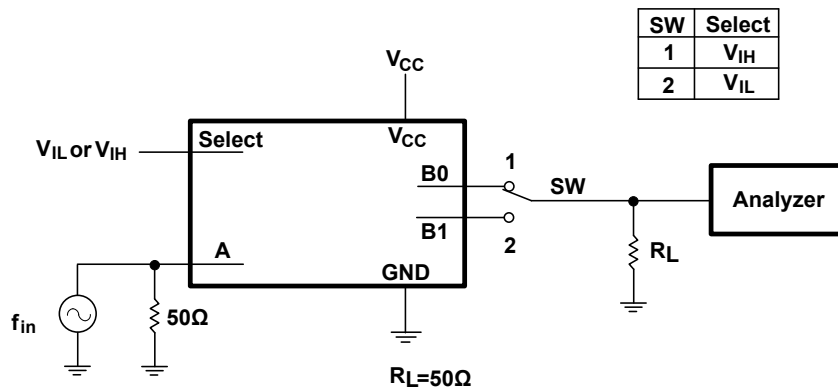 SW Select
1 VIH
2 VIL
VCC
VCC
Select
VIL or VIH
B0
1
SW
Analyzer
B1
2
A
GND
RL
fin
50Ω
RL=50Ω